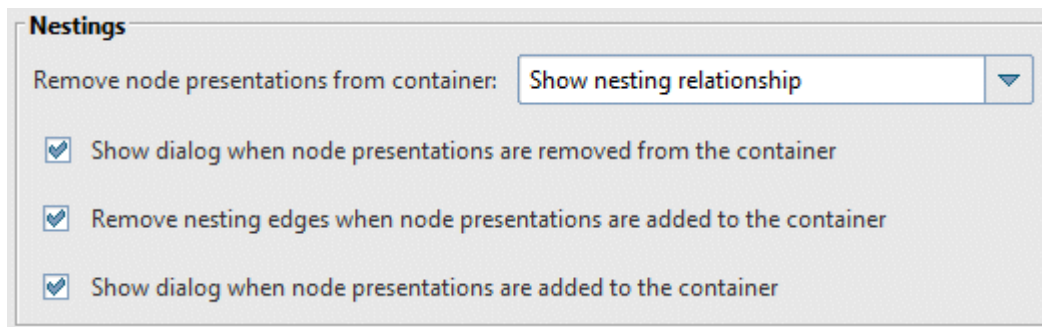 Nestings
Remove node presentations from container: Show nesting relationship
Show dialog when node presentations are removed from the container
Remove nesting edges when node presentations are added to the container
Show dialog when node presentations are added to the container